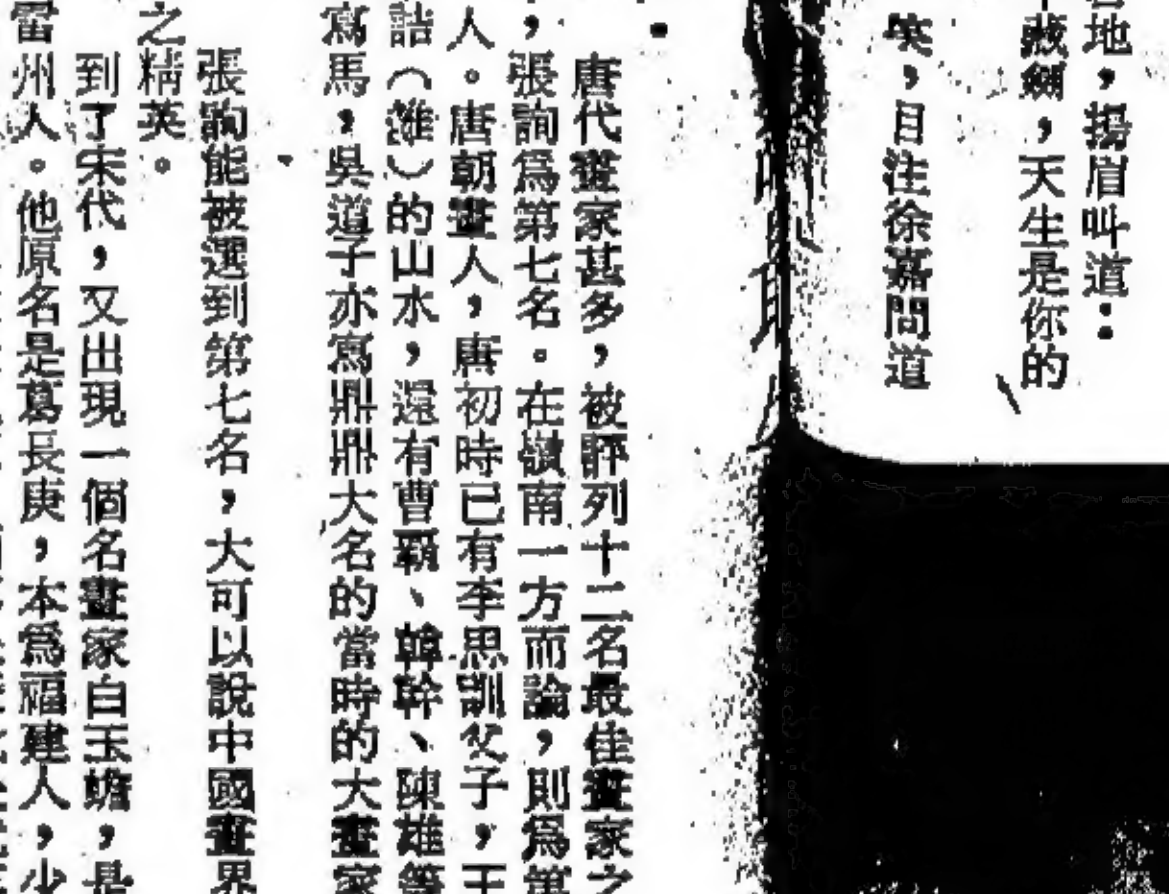 地，揚眉叫道：
藏劍，天生是你的
笑，目注徐嘉問道
唐代畫家甚多，被評列十二名最佳畫家之
，張詢爲第七名。在嶺南一方而論，則爲第
人。唐朝畫人，唐初時已有李思訓父子，王
詰（維）的山水，還有曹霸、韓幹、陳雄等
寫馬，吳道子亦寫鼎鼎大名的當時的大畫家
張詢能被選到第七名，大可以說中國畫界
之精英。
到了宋代，又出現一個名畫家白玉蟾，是
雷州人。他原名是葛長庚，本爲福建人，少